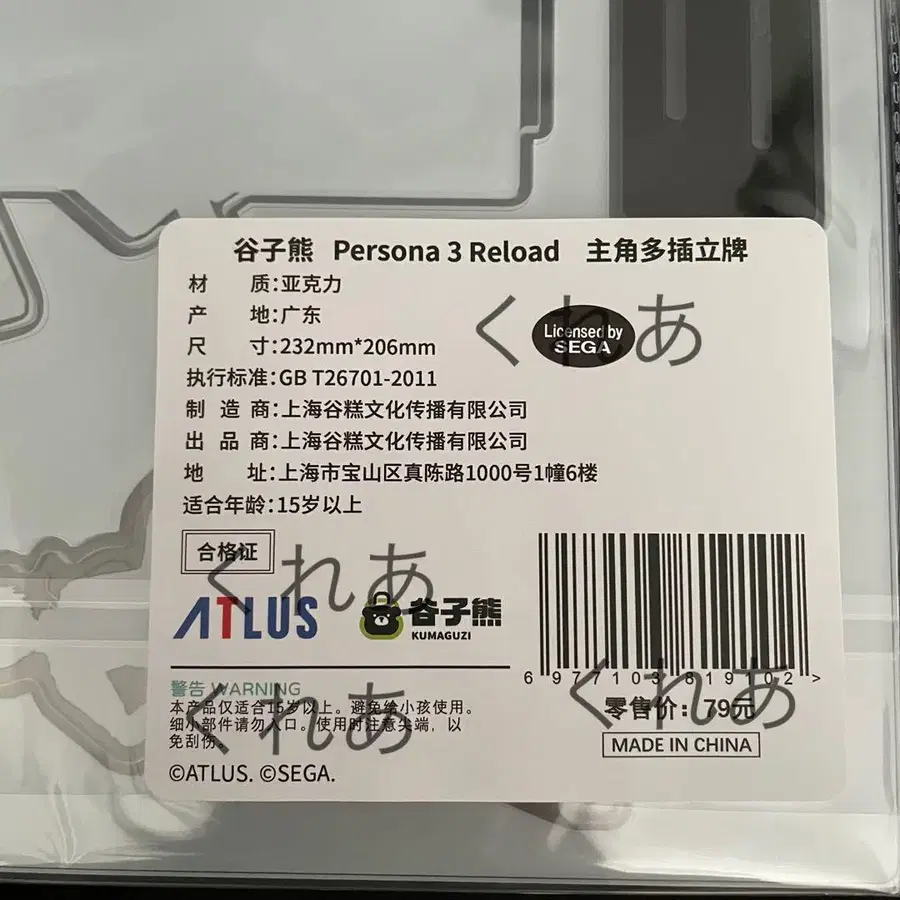 谷子熊 Persona 3 Reload 主角多插立牌
材 质:亚克力
产 地:广东
尺 寸:232mm*206mm
执行标准:GB T26701-2011
制 造 商:上海谷糕文化传播有限公司
出 品 商:上海谷糕文化传播有限公司
地 址:上海市宝山区真陈路1000号1幢6楼
适合年龄:15岁以上
くれあ
Licensed by
SEGA
合格证
くれあ
ATLUS
谷子熊
KUMAGUZI
6 977103 819102 >
くれあ
零售价: 79元
MADE IN CHINA
警告 WARNING
本产品仅适合15岁以上。避免给小孩使用。
细小部件请勿入口。使用时注意尖端，以
免刮伤。
くれあ
©ATLUS. ©SEGA.